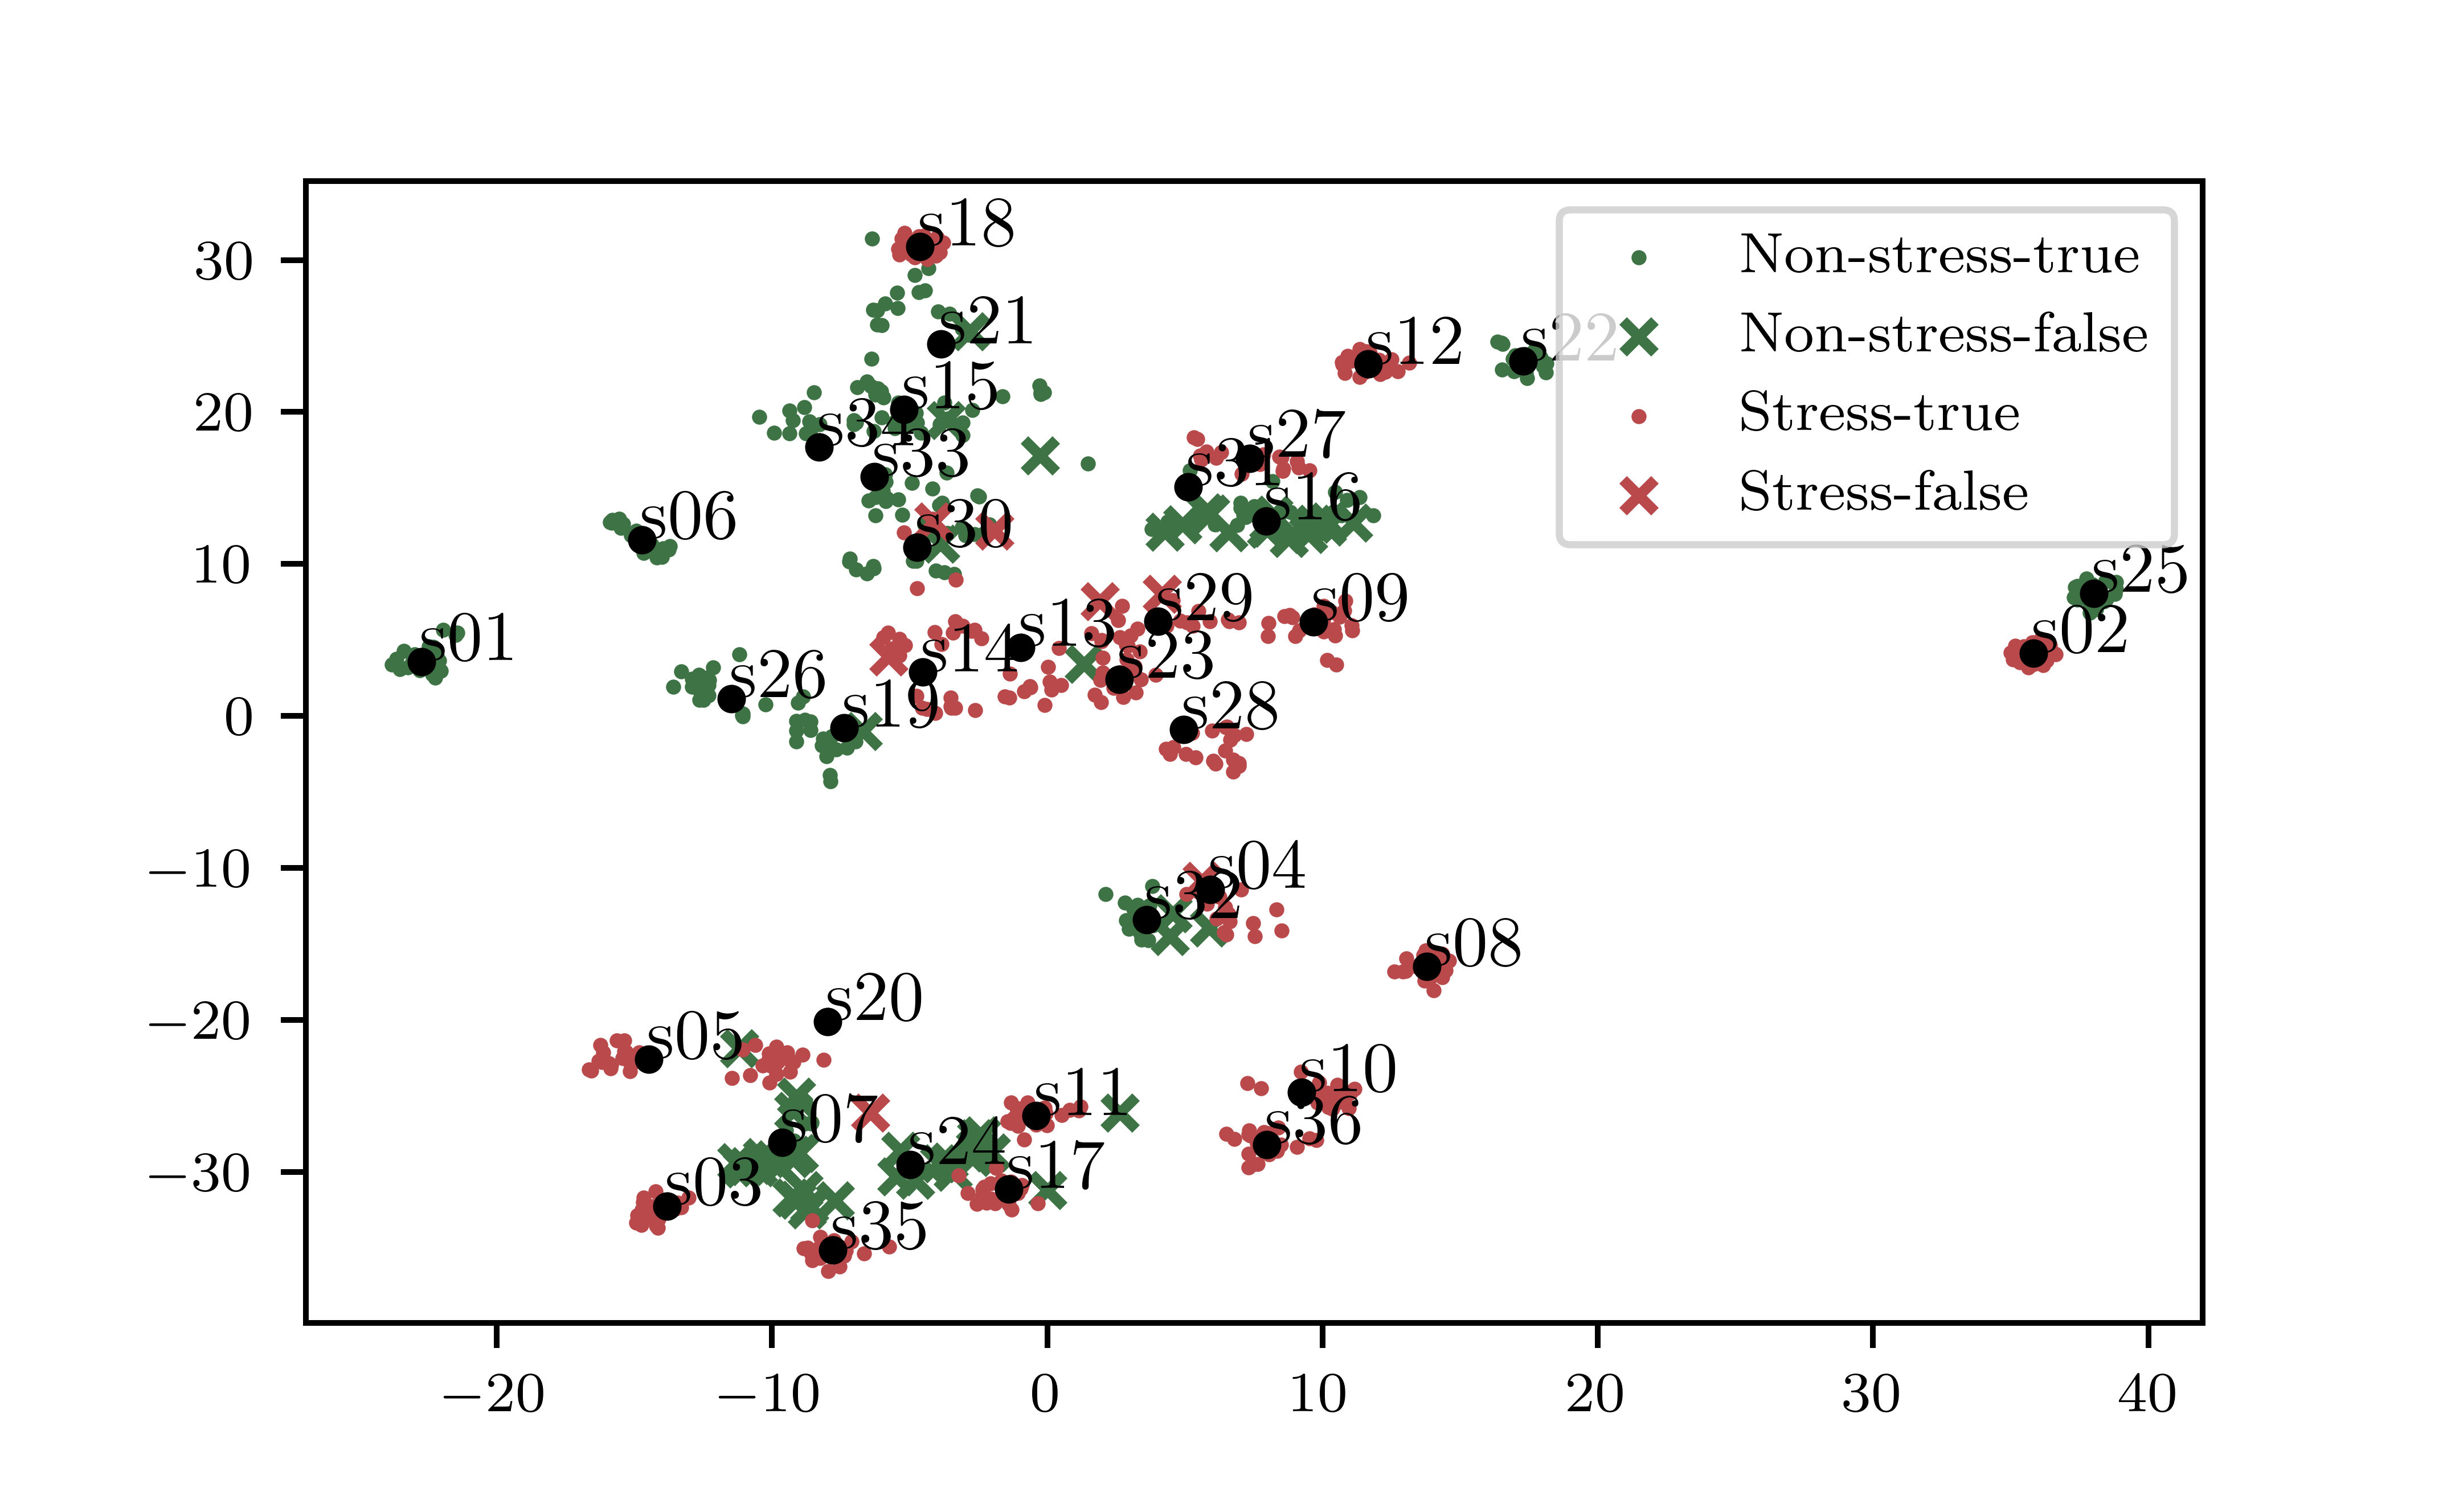 s18
30
Non-stress-true
s21
s12
s22
Non-stress-false
s15
20
s34
s27
Stress-true
s33
s31
s06
s30
s16
Stress-false
10
s25
s01
s13
s29
s09
s02
s26
s14
s23
0
s19
s28
−10
s04
s32
s08
−20
s20
s05
s10
s07
s11
s36
s24
−30
s03
s17
s35
−20 −10 0 10 20 30 40